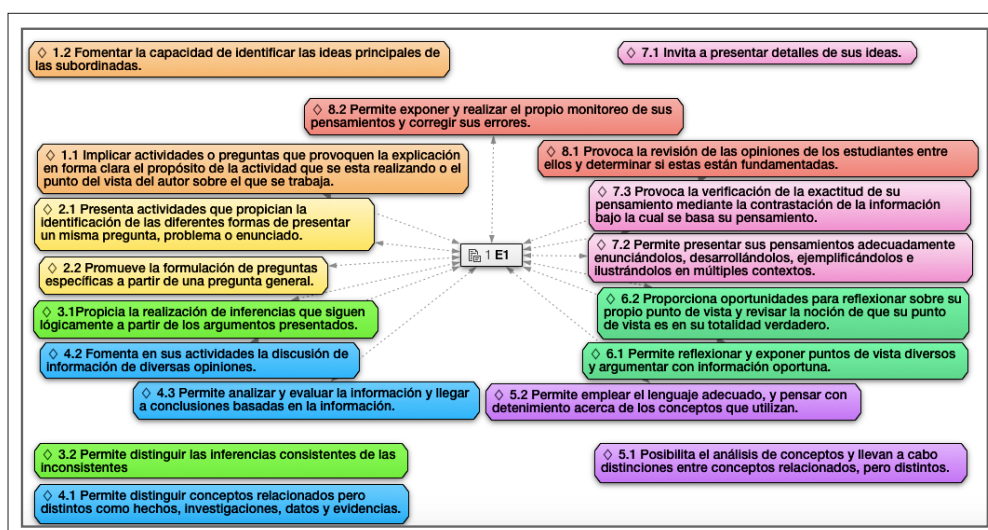 ◇ 1.2 Fomentar la capacidad de identificar las ideas principales de
las subordinadas.
◇ 7.1 Invita a presentar detalles de sus ideas.
◇ 8.2 Permite exponer y realizar el propio monitoreo de sus
pensamientos y corregir sus errores.
◇ 1.1 Implicar actividades o preguntas que provoquen la explicación
en forma clara el propósito de la actividad que se esta realizando o el
punto del vista del autor sobre el que se trabaja.
◇ 8.1 Provoca la revisión de las opiniones de los estudiantes entre
ellos y determinar si estas están fundamentadas.
◇ 2.1 Presenta actividades que propician la
identificación de las diferentes formas de presentar
un misma pregunta, problema o enunciado.
◇ 7.3 Provoca la verificación de la exactitud de su
pensamiento mediante la contrastación de la información
bajo la cual se basa su pensamiento.
1 E1
◇ 7.2 Permite presentar sus pensamientos adecuadamente
enunciándolos, desarrollándolos, ejemplificándolos e
ilustrándolos en múltiples contextos.
◇ 2.2 Promueve la formulación de preguntas
específicas a partir de una pregunta general.
◇ 6.2 Proporciona oportunidades para reflexionar sobre su
propio punto de vista y revisar la noción de que su punto
de vista es en su totalidad verdadero.
◇ 3.1Propicia la realización de inferencias que siguen
lógicamente a partir de los argumentos presentados.
◇ 4.2 Fomenta en sus actividades la discusión de
información de diversas opiniones.
◇ 6.1 Permite reflexionar y exponer puntos de vista diversos
y argumentar con información oportuna.
◇ 4.3 Permite analizar y evaluar la información y llegar
a conclusiones basadas en la información.
◇ 5.2 Permite emplear el lenguaje adecuado, y pensar con
detenimiento acerca de los conceptos que utilizan.
◇ 3.2 Permite distinguir las inferencias consistentes de las
inconsistentes
◇ 5.1 Posibilita el análisis de conceptos y llevan a cabo
distinciones entre conceptos relacionados, pero distintos.
◇ 4.1 Permite distinguir conceptos relacionados pero
distintos como hechos, investigaciones, datos y evidencias.